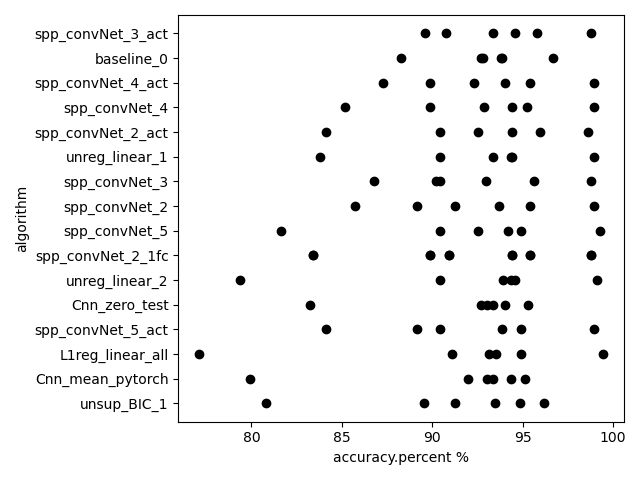 spp_convNet_3_act
baseline_0
spp_convNet_4_act
spp_convNet_4
spp_convNet_2_act
unreg_linear_1
spp_convNet_3
spp_convNet_2
spp_convNet_5
spp_convNet_2_1fc
unreg_linear_2
Cnn_zero_test
spp_convNet_5_act
L1reg_linear_all
Cnn_mean_pytorch
unsup_BIC_1
algorithm
80 85 90 95 100
accuracy.percent %